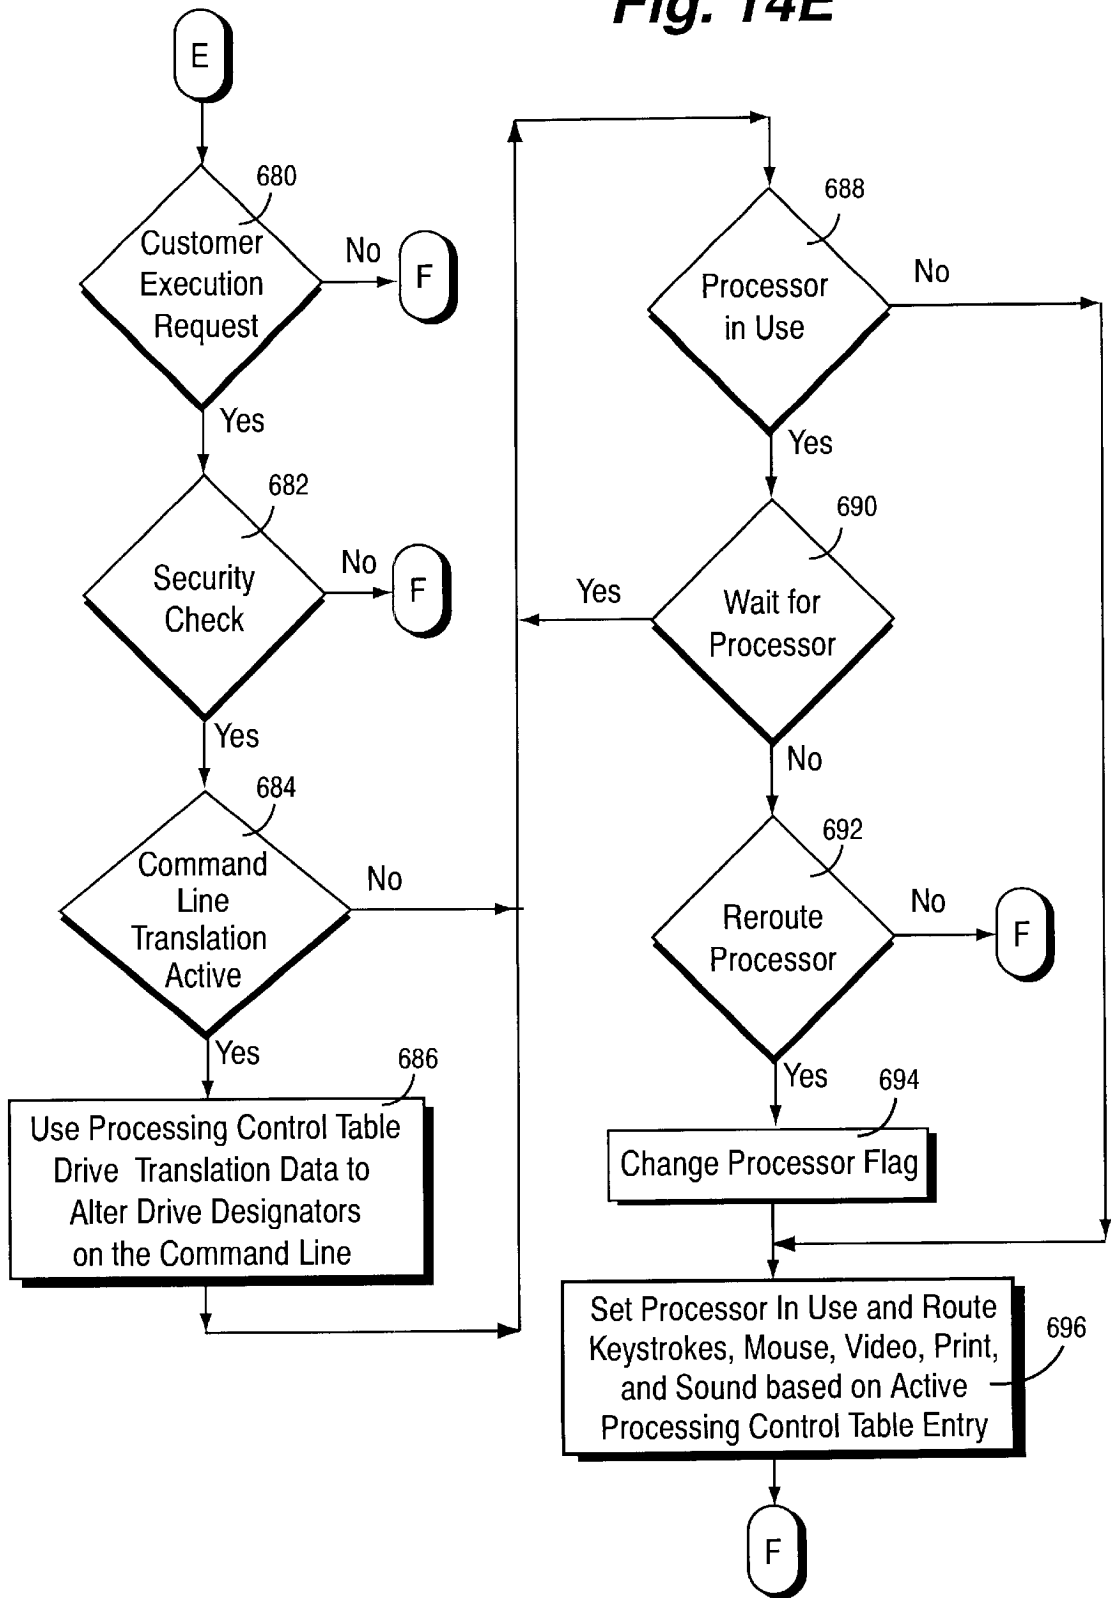 Fig. 14E
E
680
Customer
Execution
Request
No
F
Yes
682
Security
Check
No
F
Yes
684
Command
Line
Translation
Active
No
Yes
686
Use Processing Control Table
Drive Translation Data to
Alter Drive Designators
on the Command Line
688
Processor
in Use
No
Yes
690
Wait for
Processor
Yes
No
692
Reroute
Processor
No
F
Yes
694
Change Processor Flag
Set Processor In Use and Route
Keystrokes, Mouse, Video, Print,
and Sound based on Active
Processing Control Table Entry
696
F